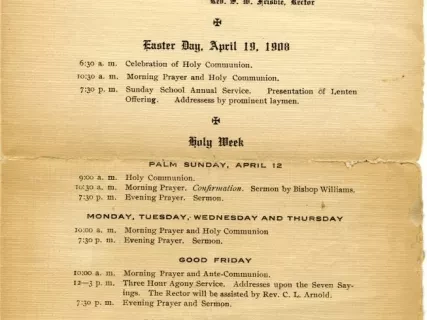 Rev. F. W. Frisbie, Rector
Easter Day, April 19, 1908
6:30 a. m. Celebration of Holy Communion.
10:30 a. m. Morning Prayer and Holy Communion.
7:30 p. m. Sunday School Annual Service. Presentation of Lenten
Offering. Addressess by prominent laymen.
Holy Week
PALM SUNDAY, APRIL 12
9:00 a. m. Holy Communion.
10:30 a. m. Morning Prayer. Confirmation. Sermon by Bishop Williams.
7:30 p. m. Evening Prayer. Sermon.
MONDAY, TUESDAY, WEDNESDAY AND THURSDAY
10:00 a. m. Morning Prayer and Holy Communion
7:30 p. m. Evening Prayer. Sermon.
GOOD FRIDAY
10:00 a. m. Morning Prayer and Ante-Communion.
12—3 p. m. Three Hour Agony Service. Addresses upon the Seven Say-
ings. The Rector will be assisted by Rev. C. L. Arnold.
7:30 p. m. Evening Prayer and Sermon.